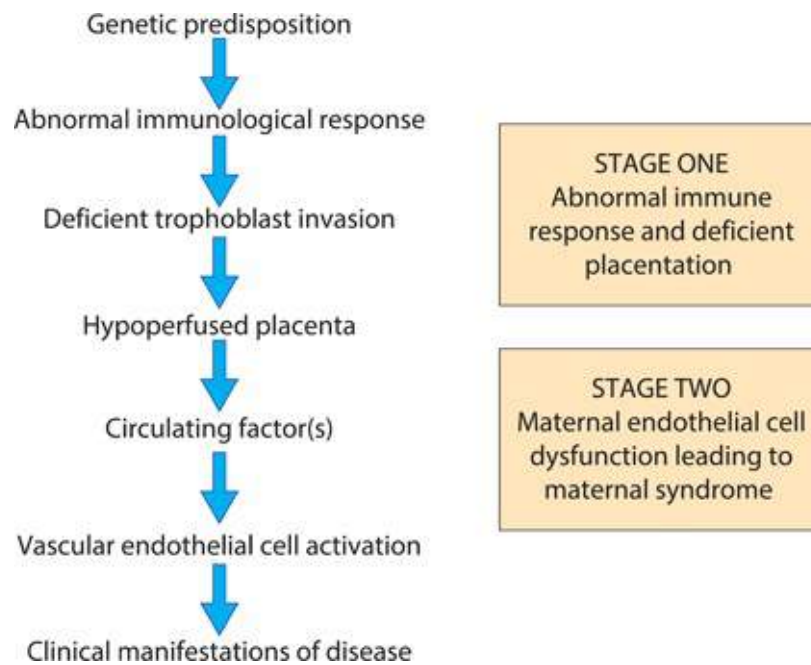 Genetic predisposition
Abnormal immunological response
Deficient trophoblast invasion
Hypoperfused placenta
Circulating factor(s)
Vascular endothelial cell activation
Clinical manifestations of disease
STAGE ONE
Abnormal immune
response and deficient
placentation
STAGE TWO
Maternal endothelial cell
dysfunction leading to
maternal syndrome